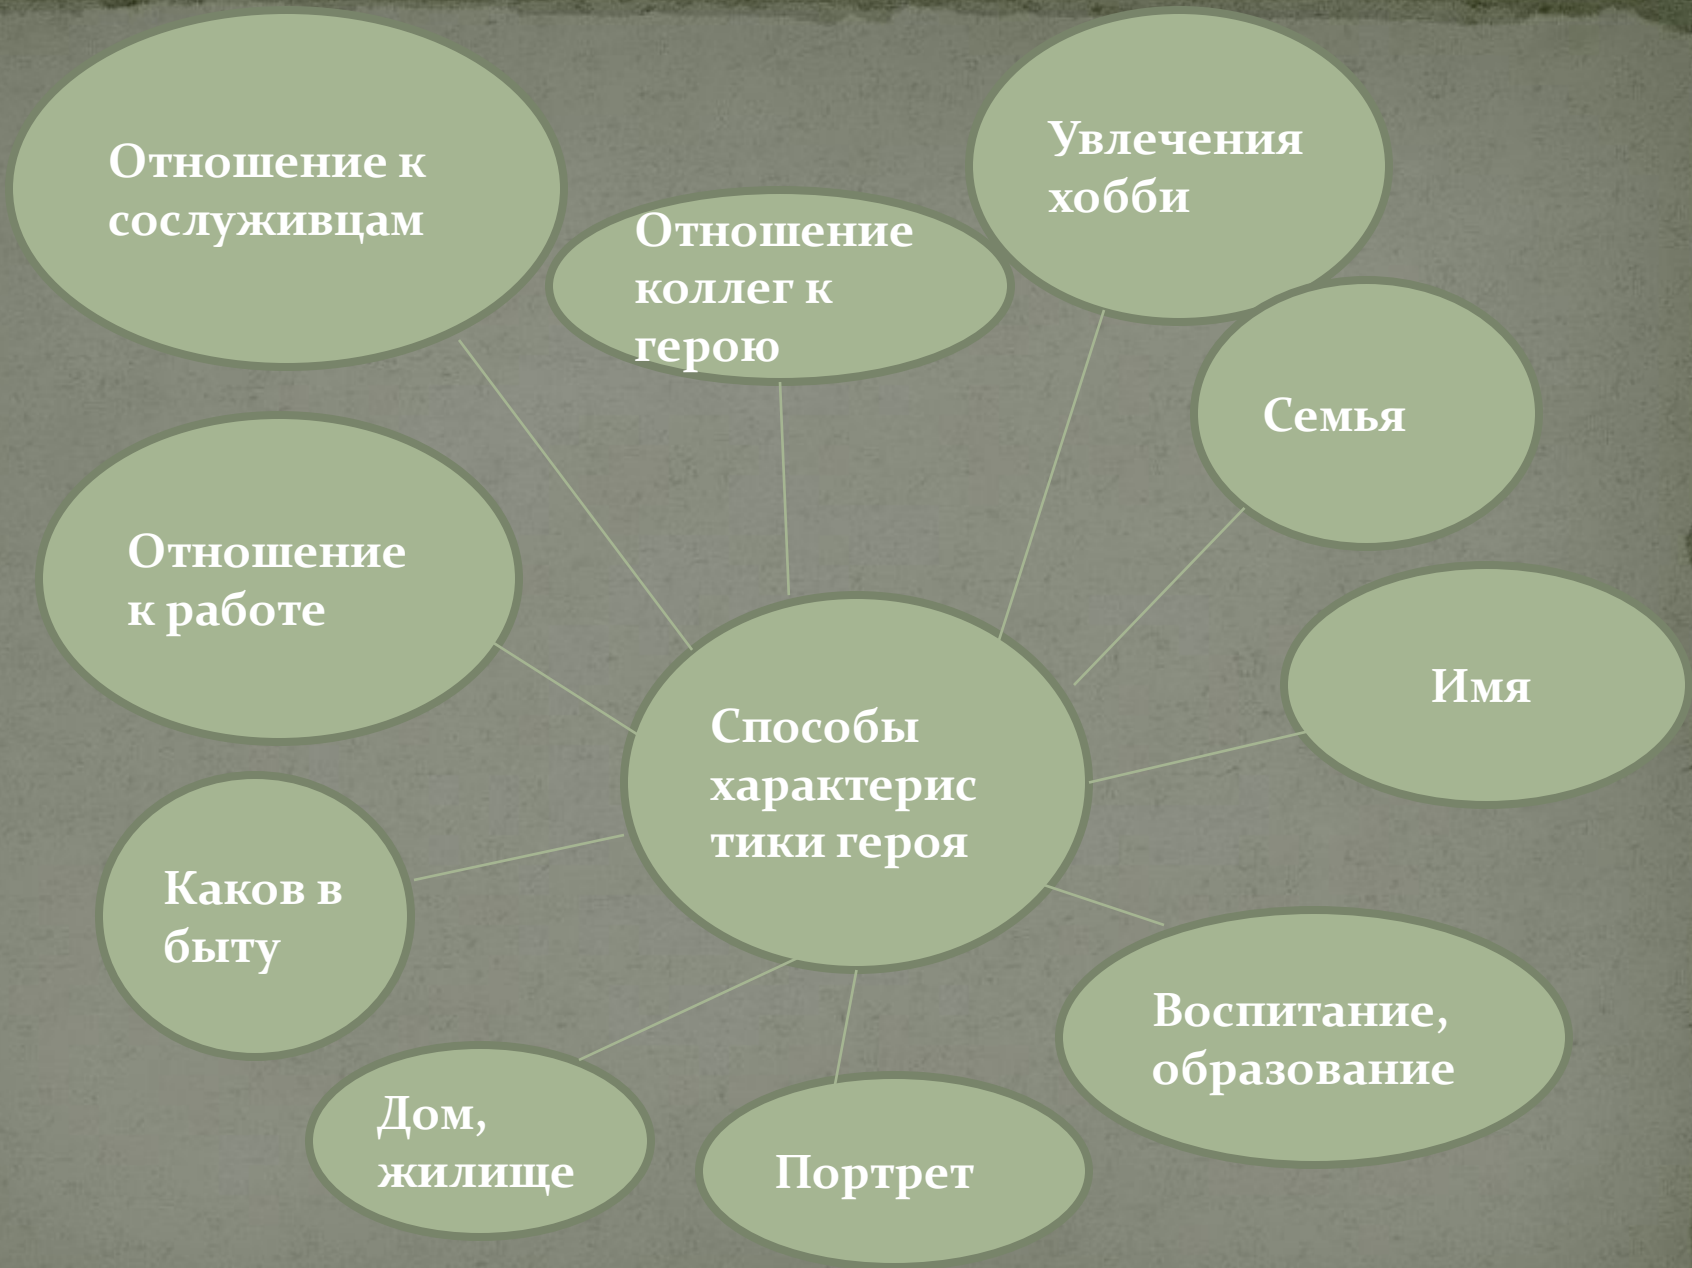 Отношение к
сослуживцам
Отношение
коллег к
герою
Увлечения
хобби
Семья
Отношение
к работе
Имя
Способы
характерис
тики героя
Каков в
быту
Воспитание,
образование
Дом,
жилище
Портрет